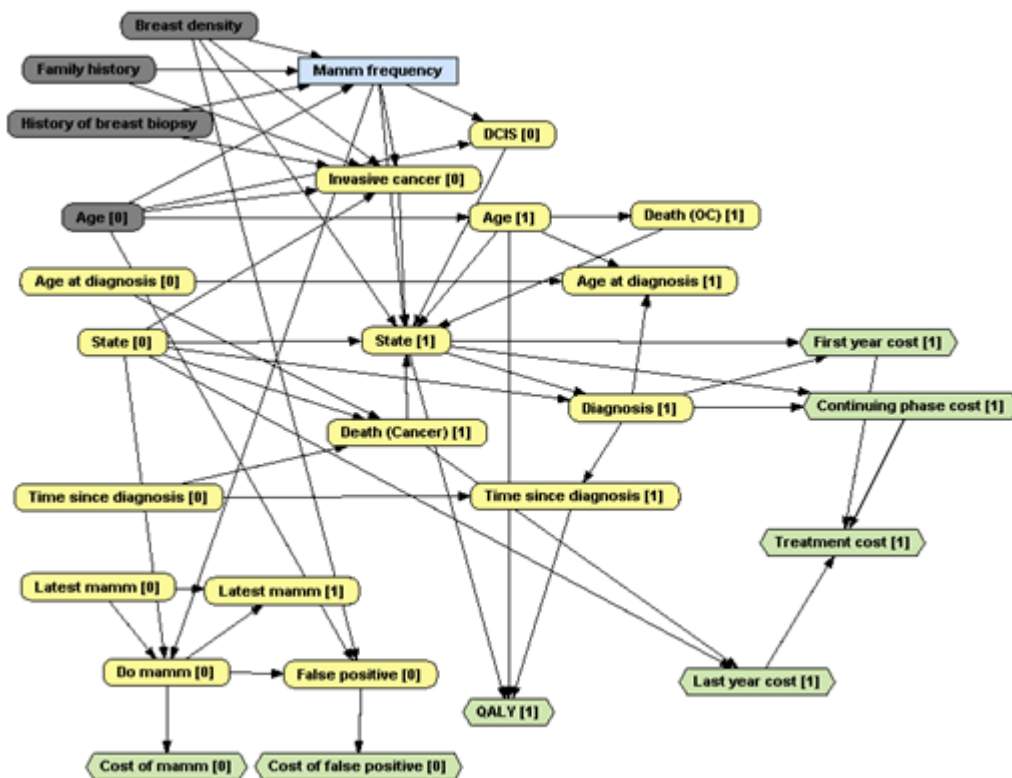 Breast density
Family history
Mamm frequency
History of breast biopsy
DCIS [0]
Invasive cancer [0]
Age [0]
Age [1]
Death (OC) [1]
Age at diagnosis [0]
Age at diagnosis [1]
State [0]
State [1]
First year cost [1]
Diagnosis [1]
Continuing phase cost [1]
Death (Cancer) [1]
Time since diagnosis [0]
Time since diagnosis [1]
Treatment cost [1]
Latest mamm [0]
Latest mamm [1]
Do mamm [0]
False positive [0]
Last year cost [1]
QALY [1]
Cost of mamm [0]
Cost of false positive [0]